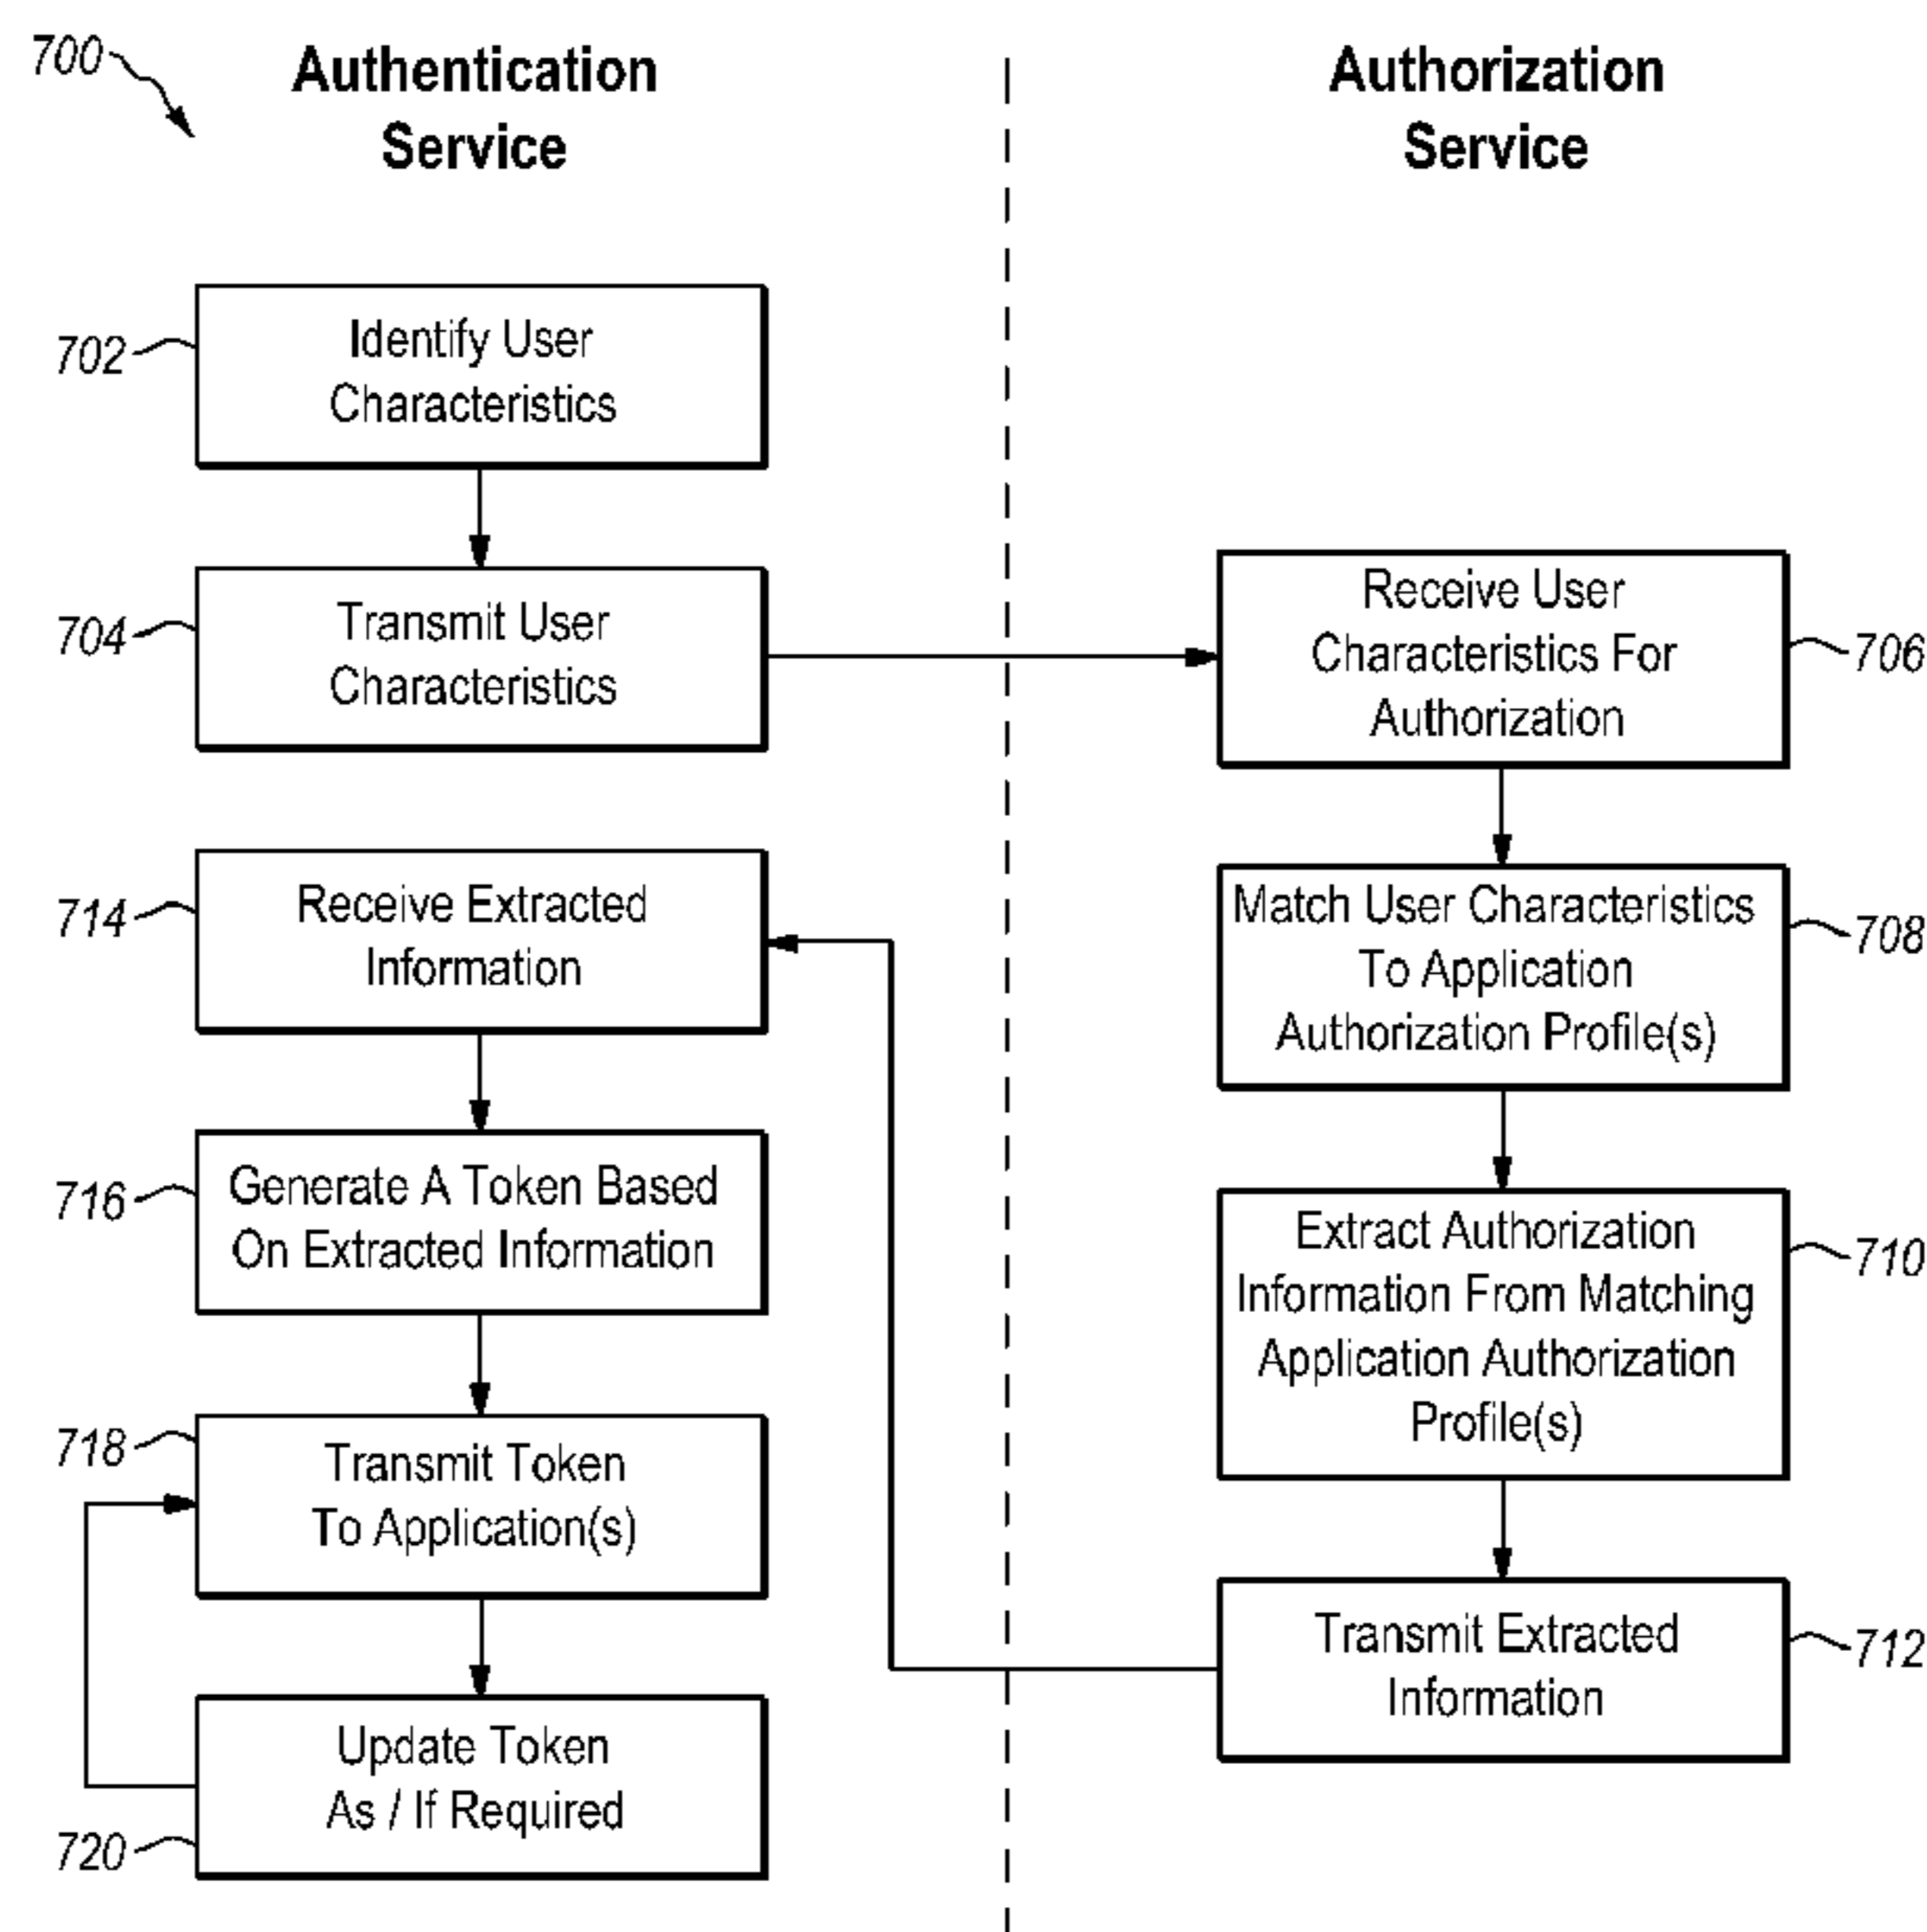 700
Authentication
Service
Authorization
Service
702
Identify User
Characteristics
704
Transmit User
Characteristics
Receive User
Characteristics For
Authorization
706
Match User Characteristics
To Application
Authorization Profile(s)
708
Extract Authorization
Information From Matching
Application Authorization
Profile(s)
710
Transmit Extracted
Information
712
714
Receive Extracted
Information
716
Generate A Token Based
On Extracted Information
718
Transmit Token
To Application(s)
Update Token
As / If Required
720